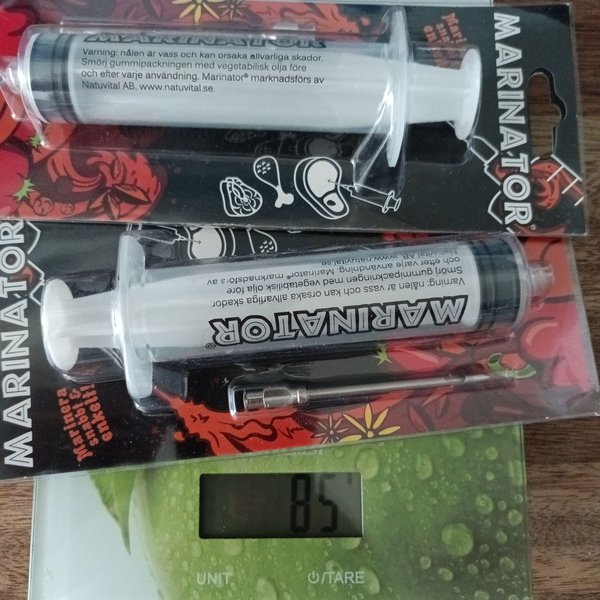 MARINATOR
Varning: nålen är vass och kan orsaka allvarliga skador.
Smörj gummipackningen med vegetabilisk olja före
och efter varje användning. Marinator® marknadsförs av
Natuvital AB, www.natuvital.se.
MARINATOR®
MARINATOR
Varning: nålen är vass och kan orsaka allvarliga skador
Smörj gummipackningen med vegetabilisk olja före
och efter varje användning. Marinator® marknadsförs av
Natuvital AB, www.natuvital.se
MARINATOR®
Marinera
snabbt &
enkelt!
85
UNIT
⏻/TARE